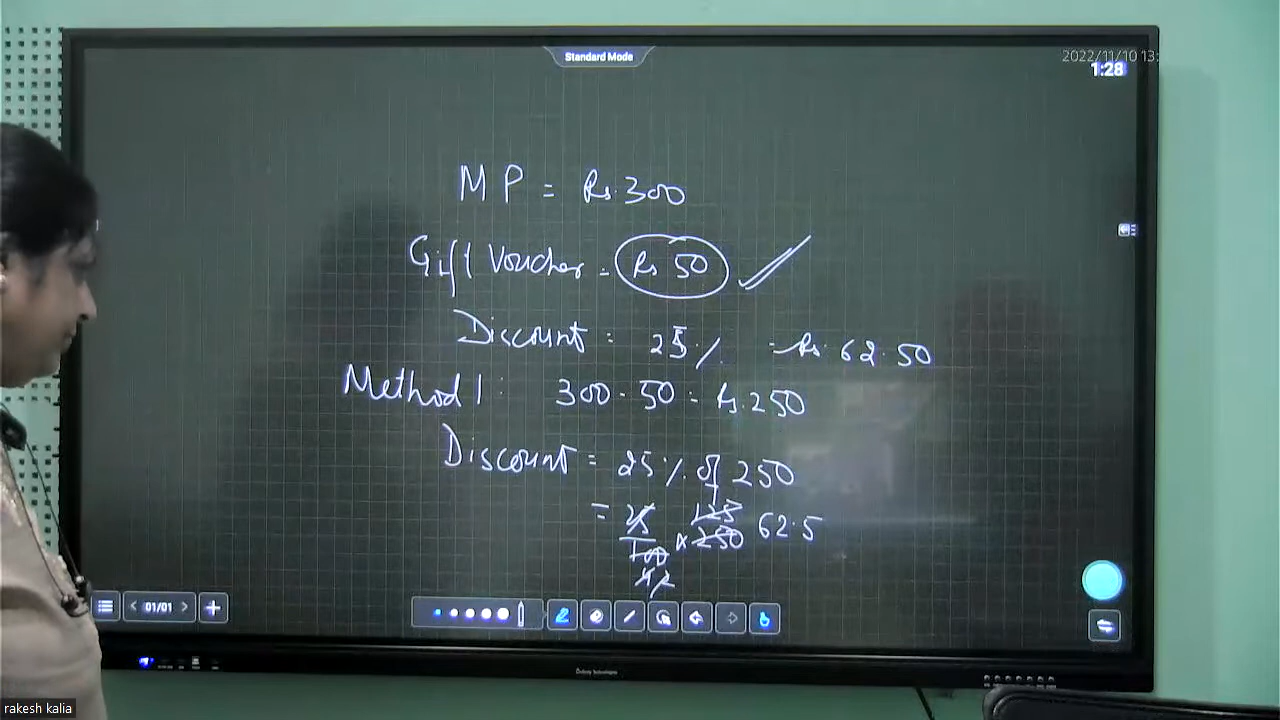 Standard Mode
2022/11/10 13:
1:28
MP = Rs. 300
Gift Voucher = Rs 50
Discount = 25% = Rs. 62.50
Method 1: 300 - 50 = Rs. 250
Discount = 25% of 250
= 25/100 x 250 62.5
125
42
01/01
rakesh kalia